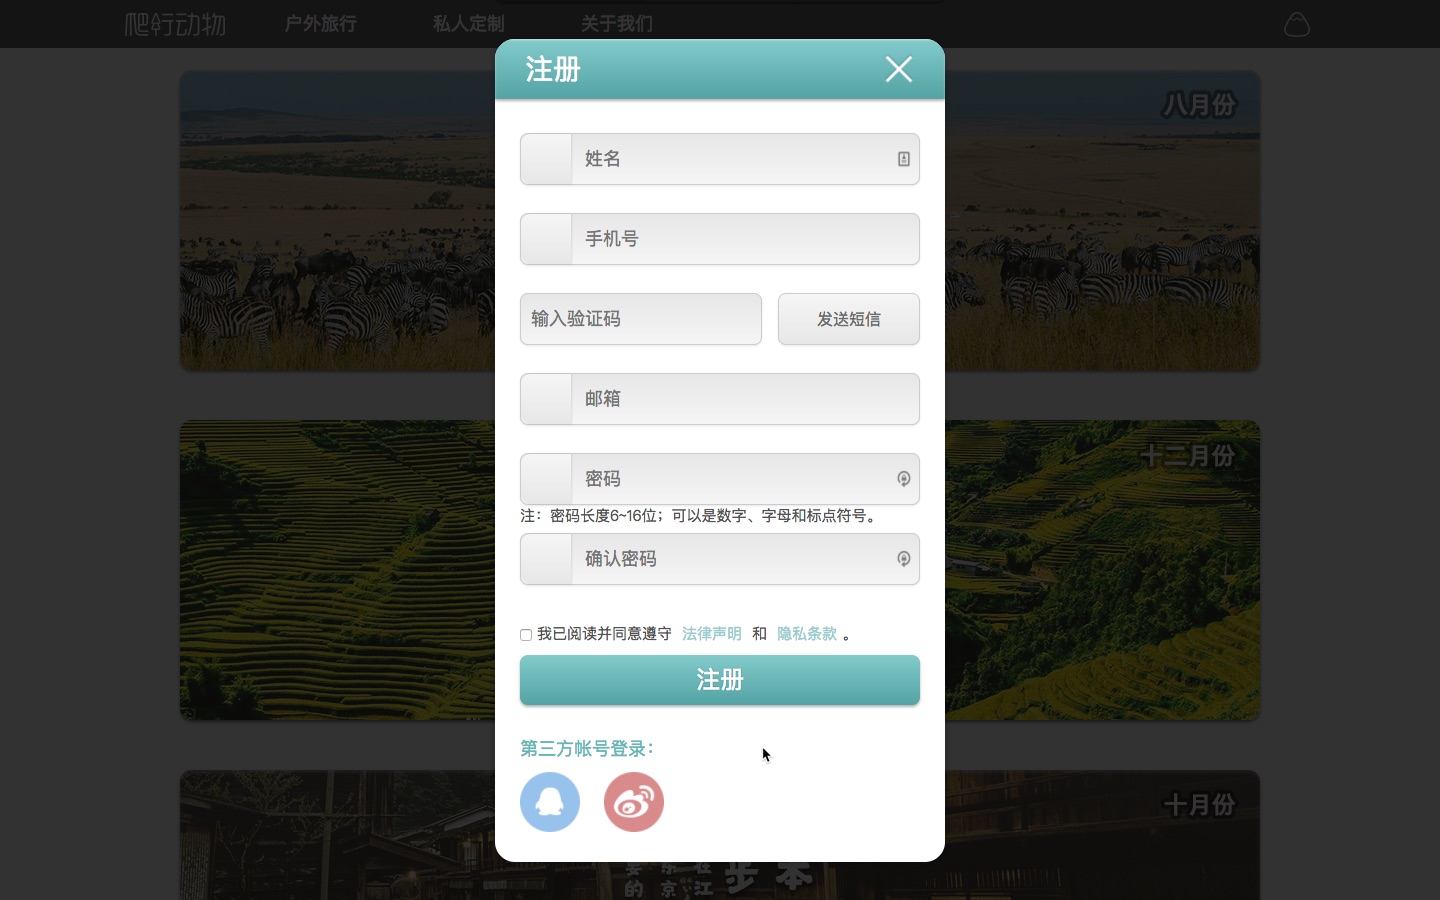 爬行动物 户外旅行 私人定制 关于我们
注册
八月份
姓名
手机号
输入验证码 发送短信
邮箱
十二月份
密码
注：密码长度6~16位；可以是数字、字母和标点符号。
确认密码
我已阅读并同意遵守 法律声明 和 隐私条款 。
注册
第三方帐号登录：
十月份